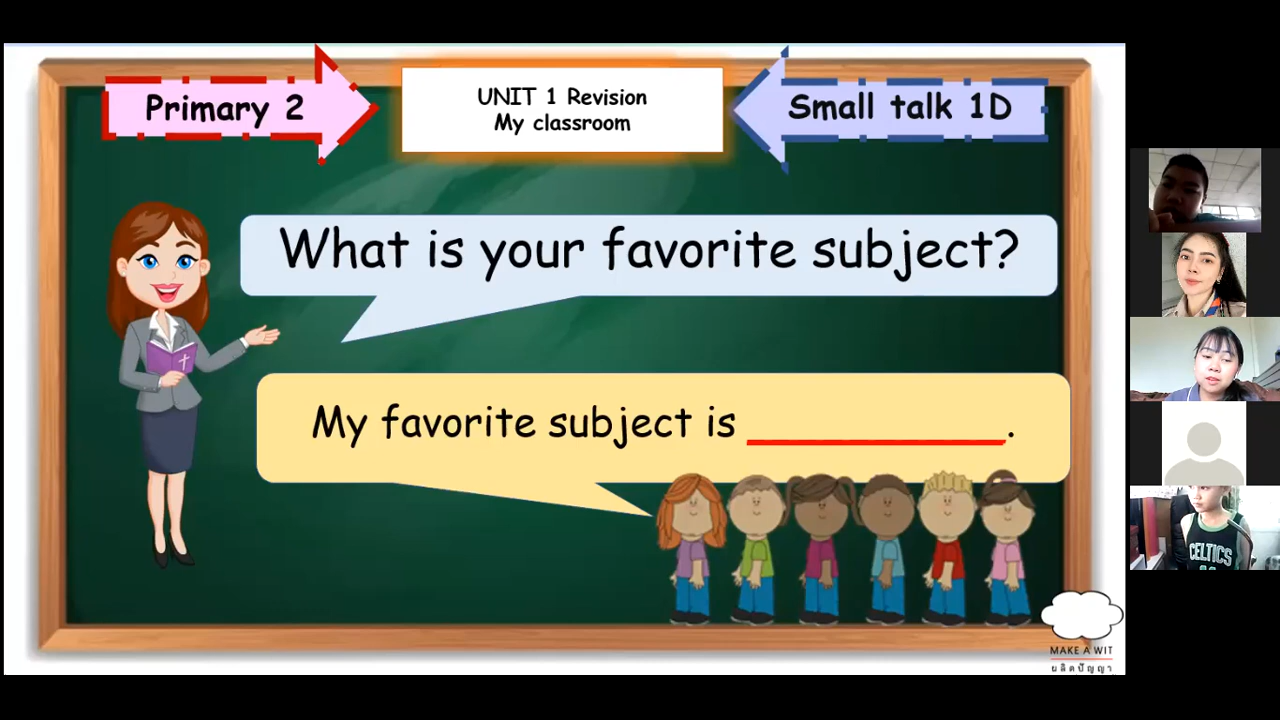 Primary 2
UNIT 1 Revision
My classroom
Small talk 1D
What is your favorite subject?
My favorite subject is __________.
MAKE A WIT
ผลิตปัญญา
CELTICS